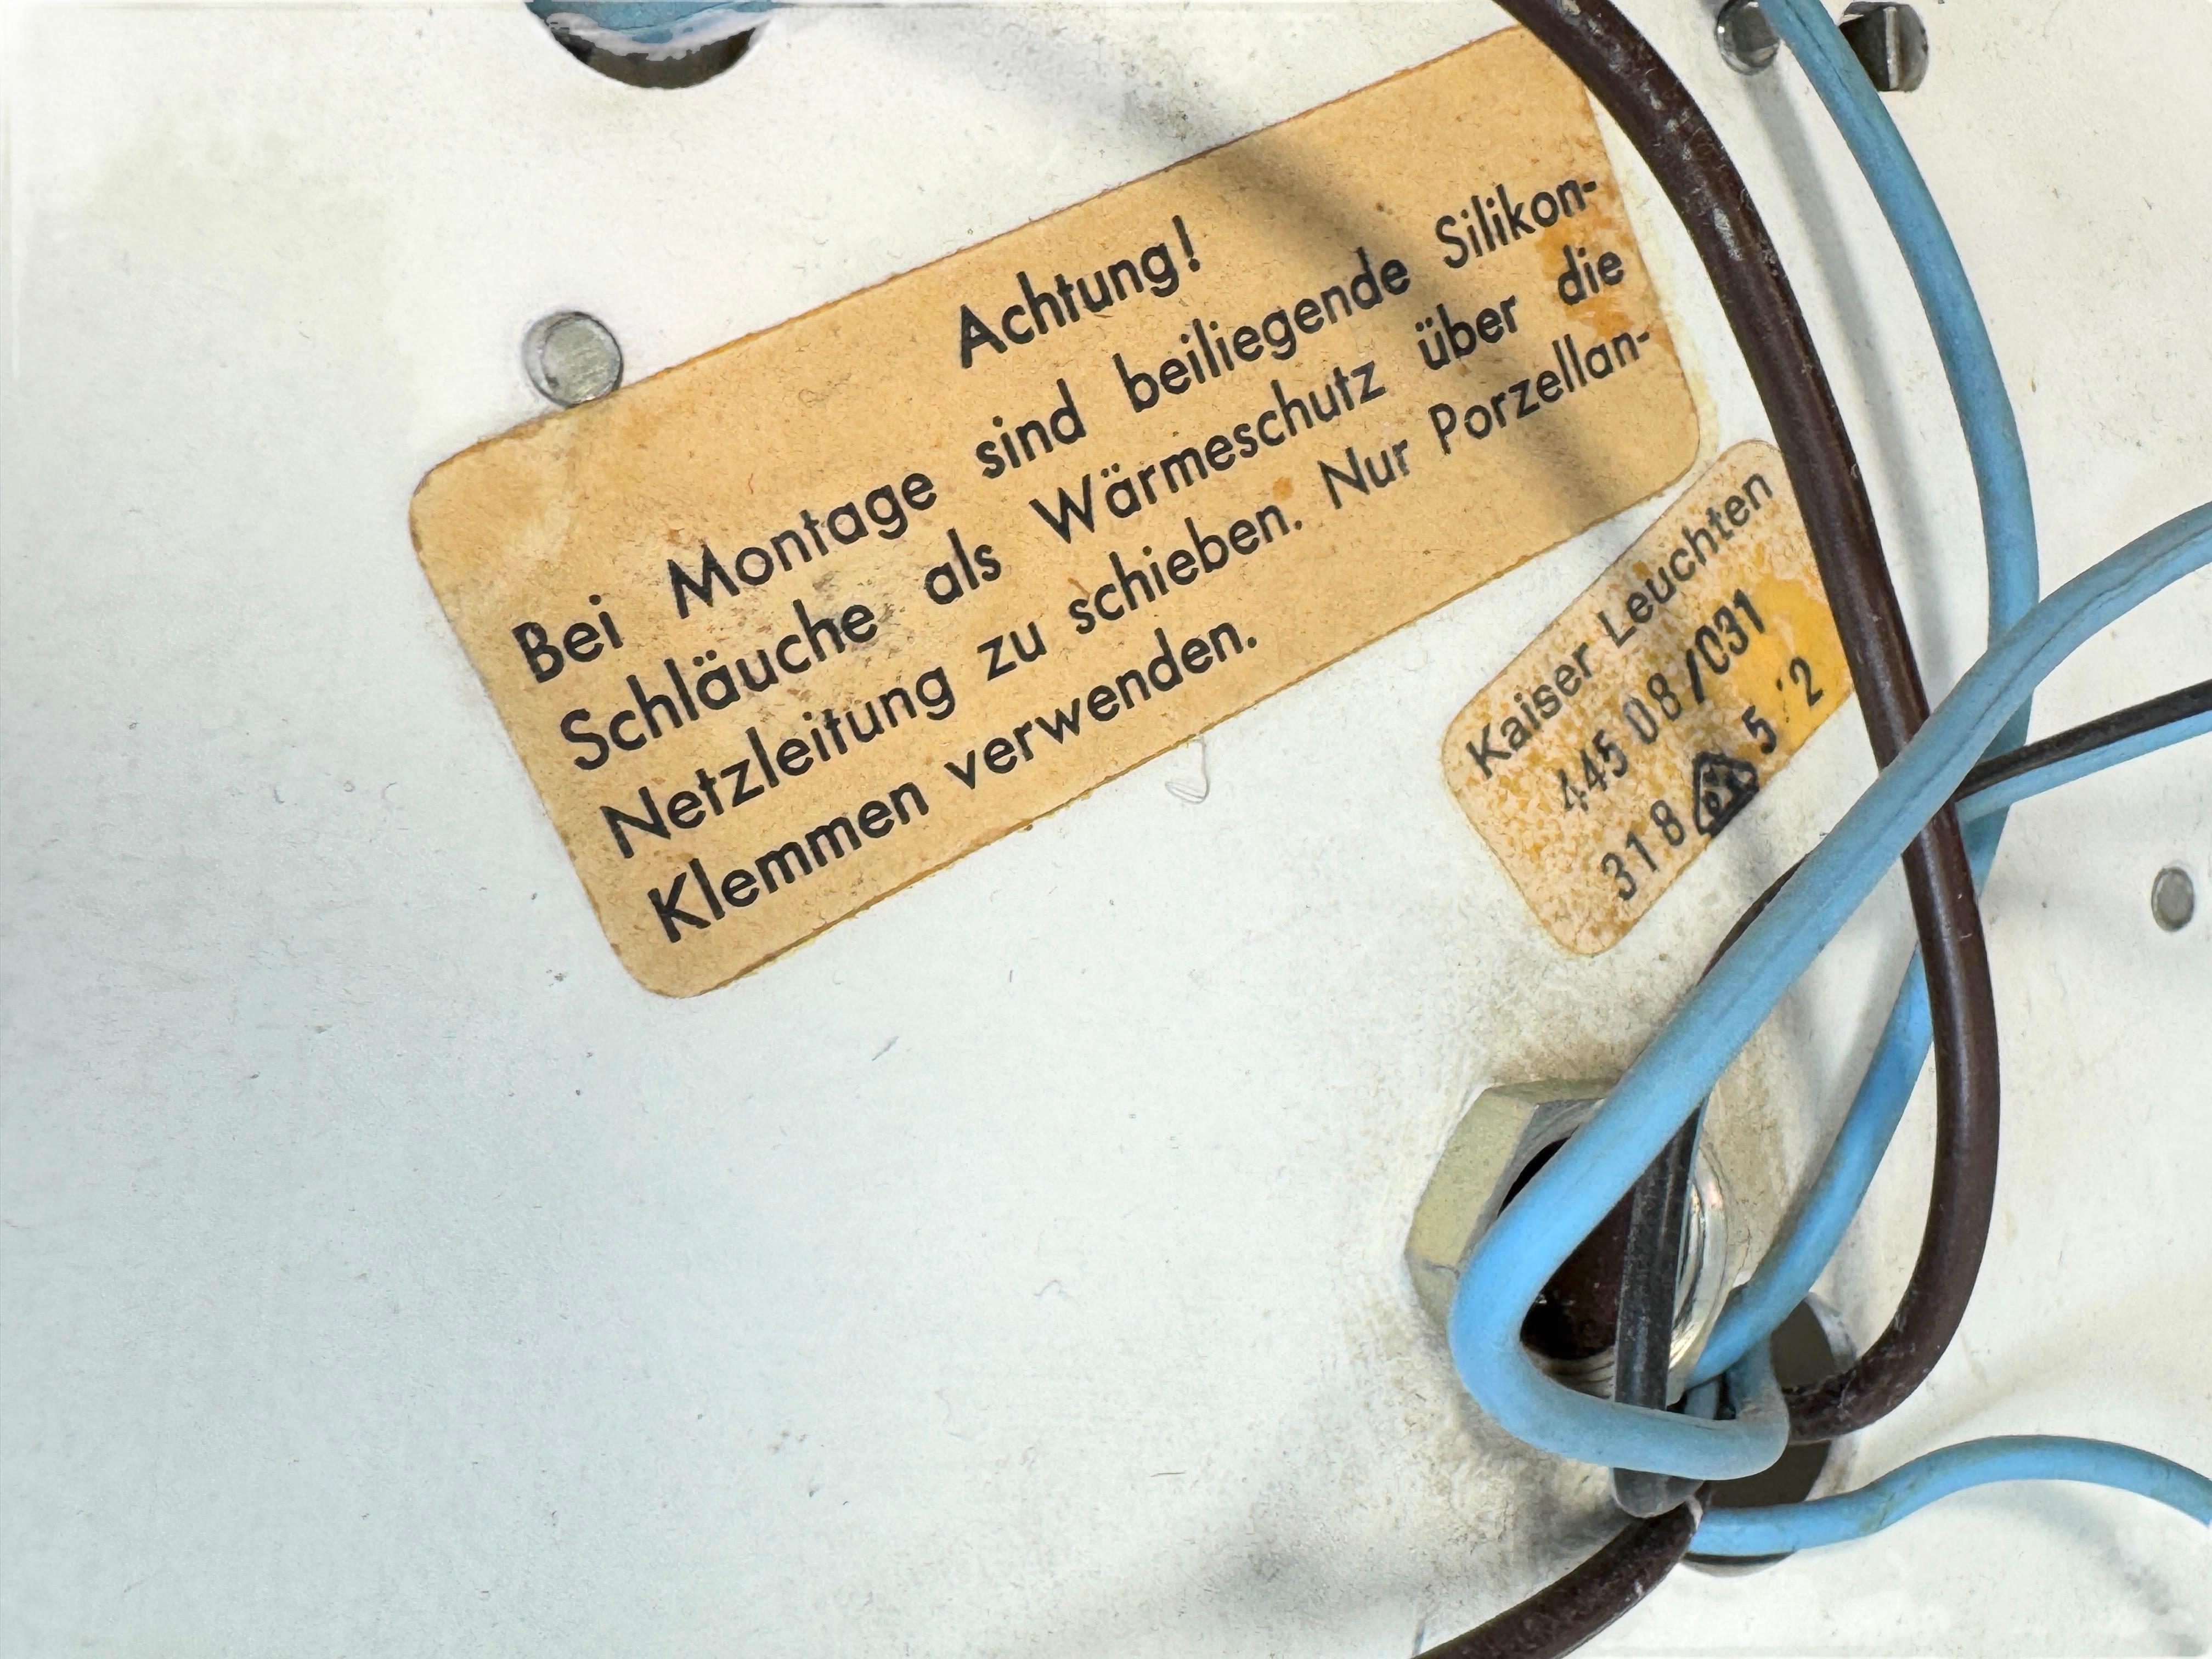 Achtung!
Bei Montage sind beiliegende Silikon-
Schläuche als Wärmeschutz über die
Netzleitung zu schieben. Nur Porzellan-
Klemmen verwenden.
Kaiser Leuchten
445 08/031
318 5 2